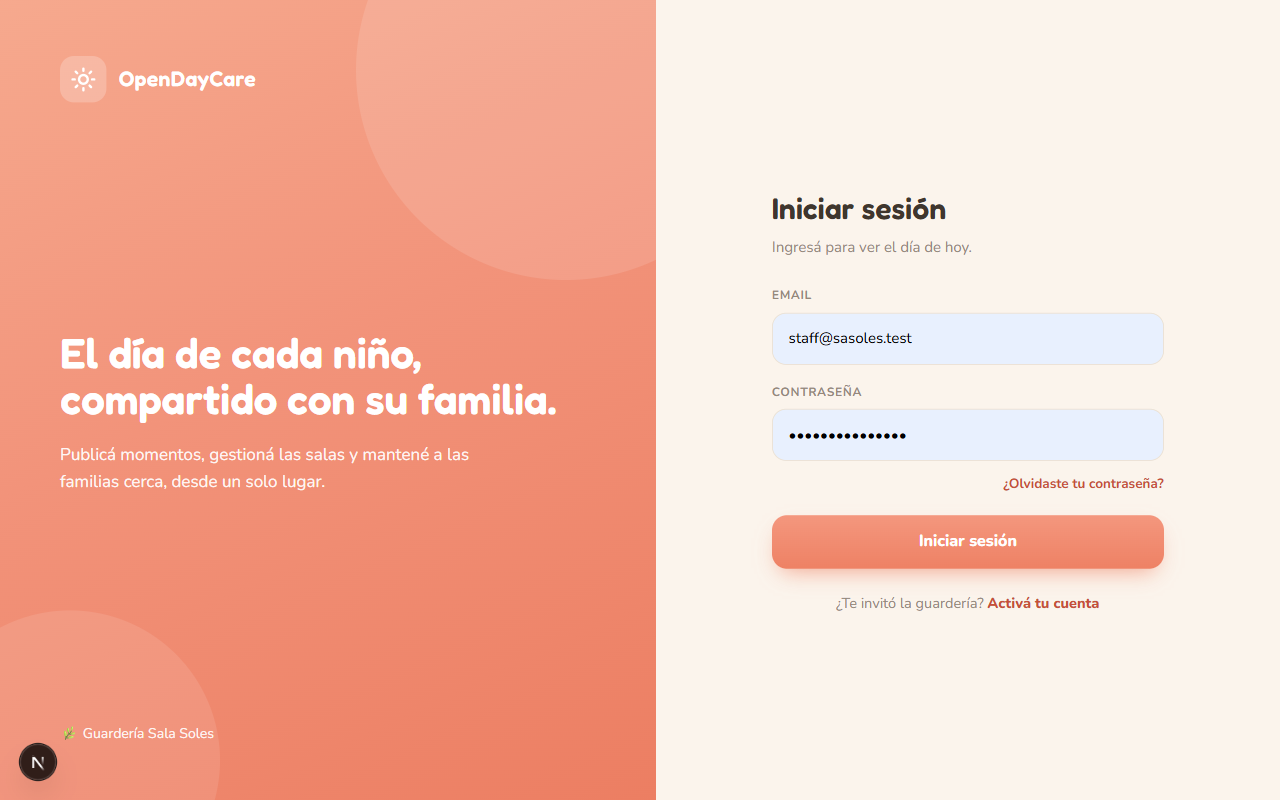 OpenDayCare
El día de cada niño,
compartido con su familia.
Publicá momentos, gestioná las salas y mantené a las
familias cerca, desde un solo lugar.
Guardería Sala Soles
N
Iniciar sesión
Ingresá para ver el día de hoy.
EMAIL
staff@sasoles.test
CONTRASEÑA
•••••••••••••••
¿Olvidaste tu contraseña?
Iniciar sesión
¿Te invitó la guardería? Activá tu cuenta